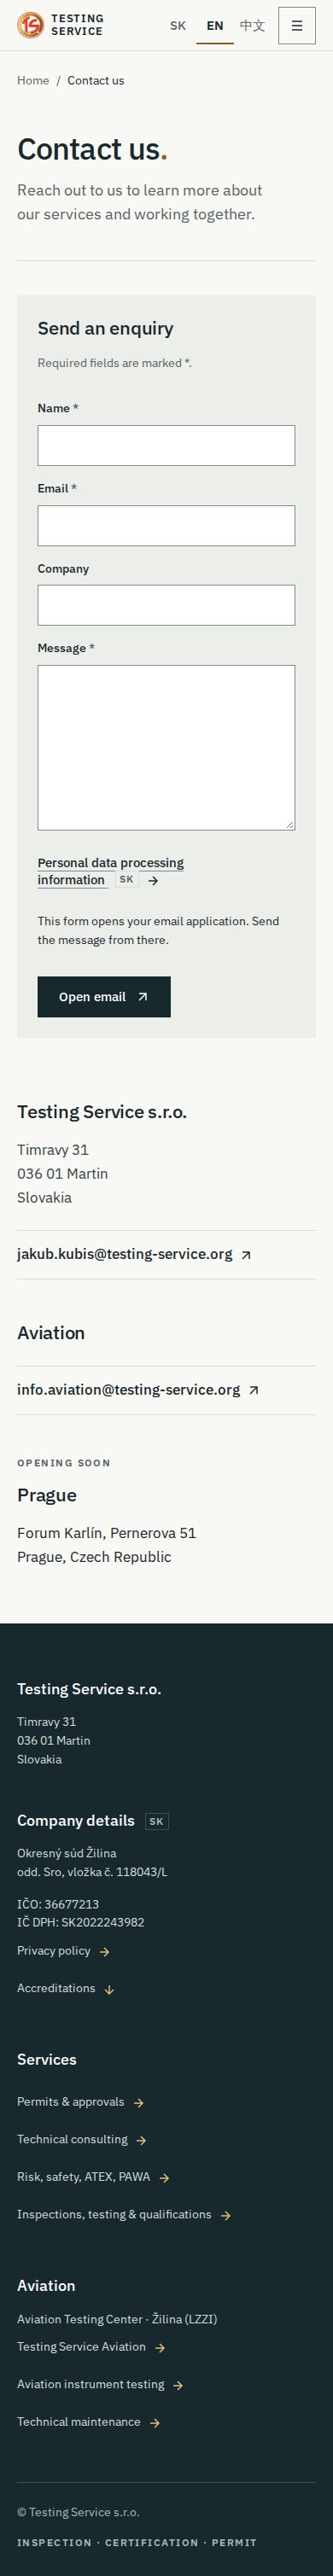 TESTING
SERVICE
SK EN 中文
Home / Contact us
Contact us.
Reach out to us to learn more about
our services and working together.
Send an enquiry
Required fields are marked *.
Name *
Email *
Company
Message *
Personal data processing
information SK →
This form opens your email application. Send
the message from there.
Open email ↗
Testing Service s.r.o.
Timravy 31
036 01 Martin
Slovakia
jakub.kubis@testing-service.org ↗
Aviation
info.aviation@testing-service.org ↗
OPENING SOON
Prague
Forum Karlín, Pernerova 51
Prague, Czech Republic
Testing Service s.r.o.
Timravy 31
036 01 Martin
Slovakia
Company details SK
Okresný súd Žilina
odd. Sro, vložka č. 118043/L
IČO: 36677213
IČ DPH: SK2022243982
Privacy policy →
Accreditations ↓
Services
Permits & approvals →
Technical consulting →
Risk, safety, ATEX, PAWA →
Inspections, testing & qualifications →
Aviation
Aviation Testing Center · Žilina (LZZI)
Testing Service Aviation →
Aviation instrument testing →
Technical maintenance →
© Testing Service s.r.o.
INSPECTION · CERTIFICATION · PERMIT